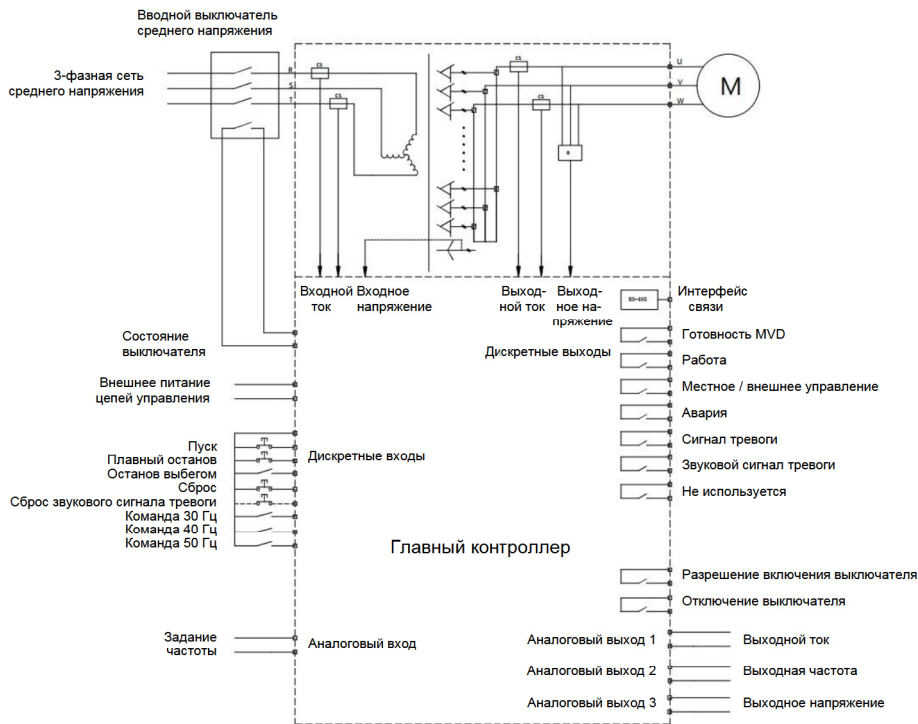 Вводной выключатель
среднего напряжения
3-фазная сеть
среднего напряжения
R
S
T
cs
cs
cs
cs
U
V
W
M
R
Входной
ток
Входное
напряжение
Выход-
ной ток
Выход-
ное на-
пряжение
RS-485
Интерфейс
связи
Состояние
выключателя
Внешнее питание
цепей управления
Дискретные выходы
Готовность MVD
Работа
Местное / внешнее управление
Авария
Сигнал тревоги
Звуковой сигнал тревоги
Не используется
Дискретные входы
Пуск
Плавный останов
Останов выбегом
Сброс
Сброс звукового сигнала тревоги
Команда 30 Гц
Команда 40 Гц
Команда 50 Гц
Главный контроллер
Разрешение включения выключателя
Отключение выключателя
Задание
частоты
Аналоговый вход
Аналоговый выход 1
Выходной ток
Аналоговый выход 2
Выходная частота
Аналоговый выход 3
Выходное напряжение